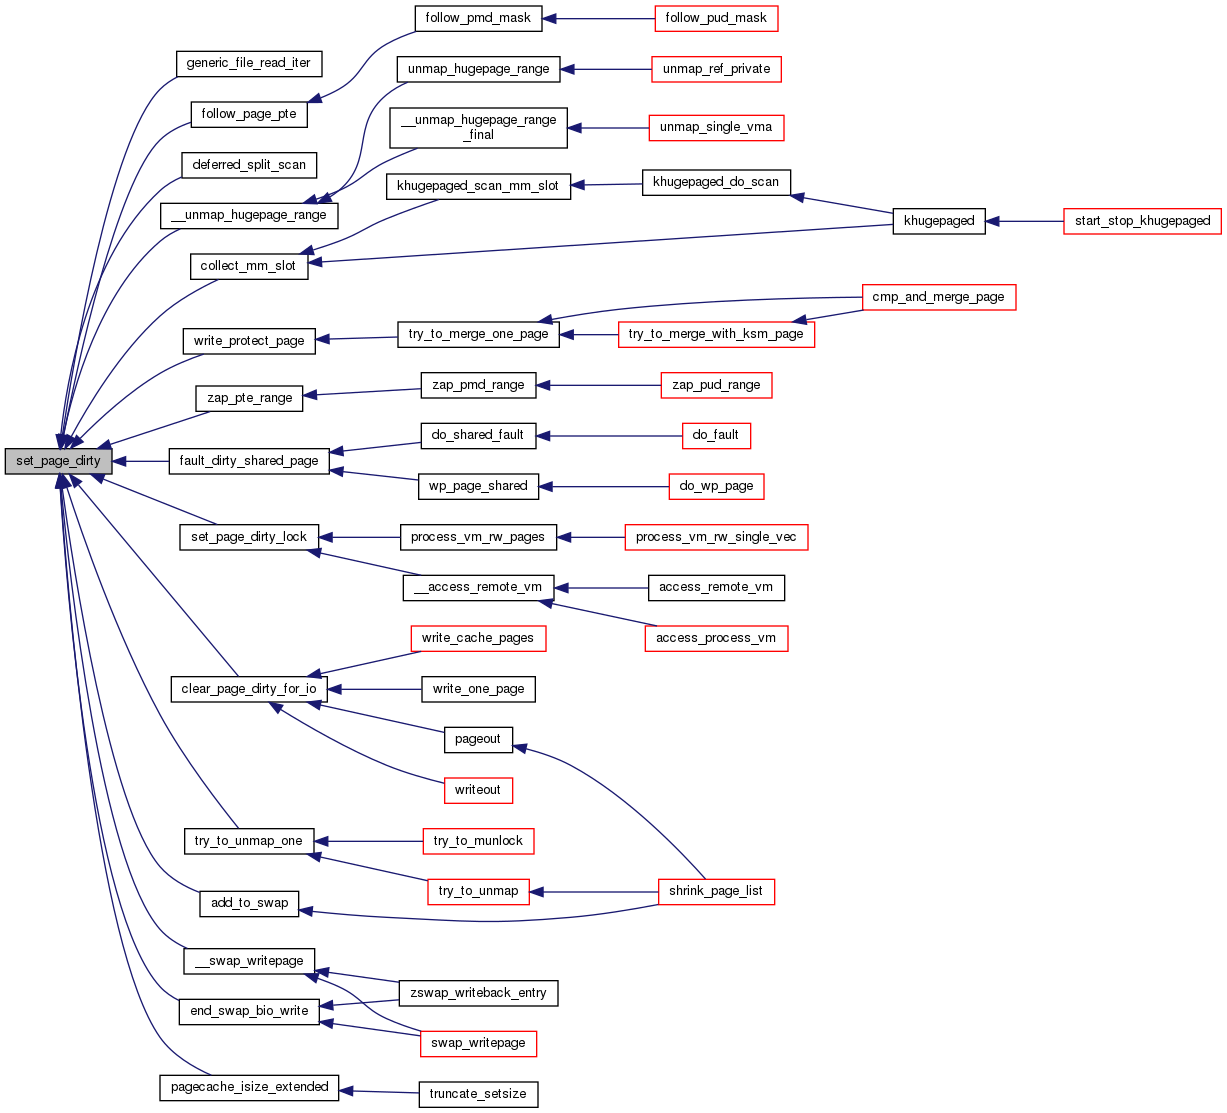 follow_pmd_mask
follow_pud_mask
generic_file_read_iter
unmap_hugepage_range
unmap_ref_private
follow_page_pte
__unmap_hugepage_range
_final
unmap_single_vma
deferred_split_scan
khugepaged_scan_mm_slot
khugepaged_do_scan
__unmap_hugepage_range
khugepaged
start_stop_khugepaged
collect_mm_slot
cmp_and_merge_page
write_protect_page
try_to_merge_one_page
try_to_merge_with_ksm_page
zap_pte_range
zap_pmd_range
zap_pud_range
do_shared_fault
do_fault
set_page_dirty
fault_dirty_shared_page
wp_page_shared
do_wp_page
set_page_dirty_lock
process_vm_rw_pages
process_vm_rw_single_vec
__access_remote_vm
access_remote_vm
write_cache_pages
access_process_vm
clear_page_dirty_for_io
write_one_page
pageout
writeout
try_to_unmap_one
try_to_munlock
try_to_unmap
shrink_page_list
add_to_swap
__swap_writepage
zswap_writeback_entry
end_swap_bio_write
swap_writepage
pagecache_isize_extended
truncate_setsize